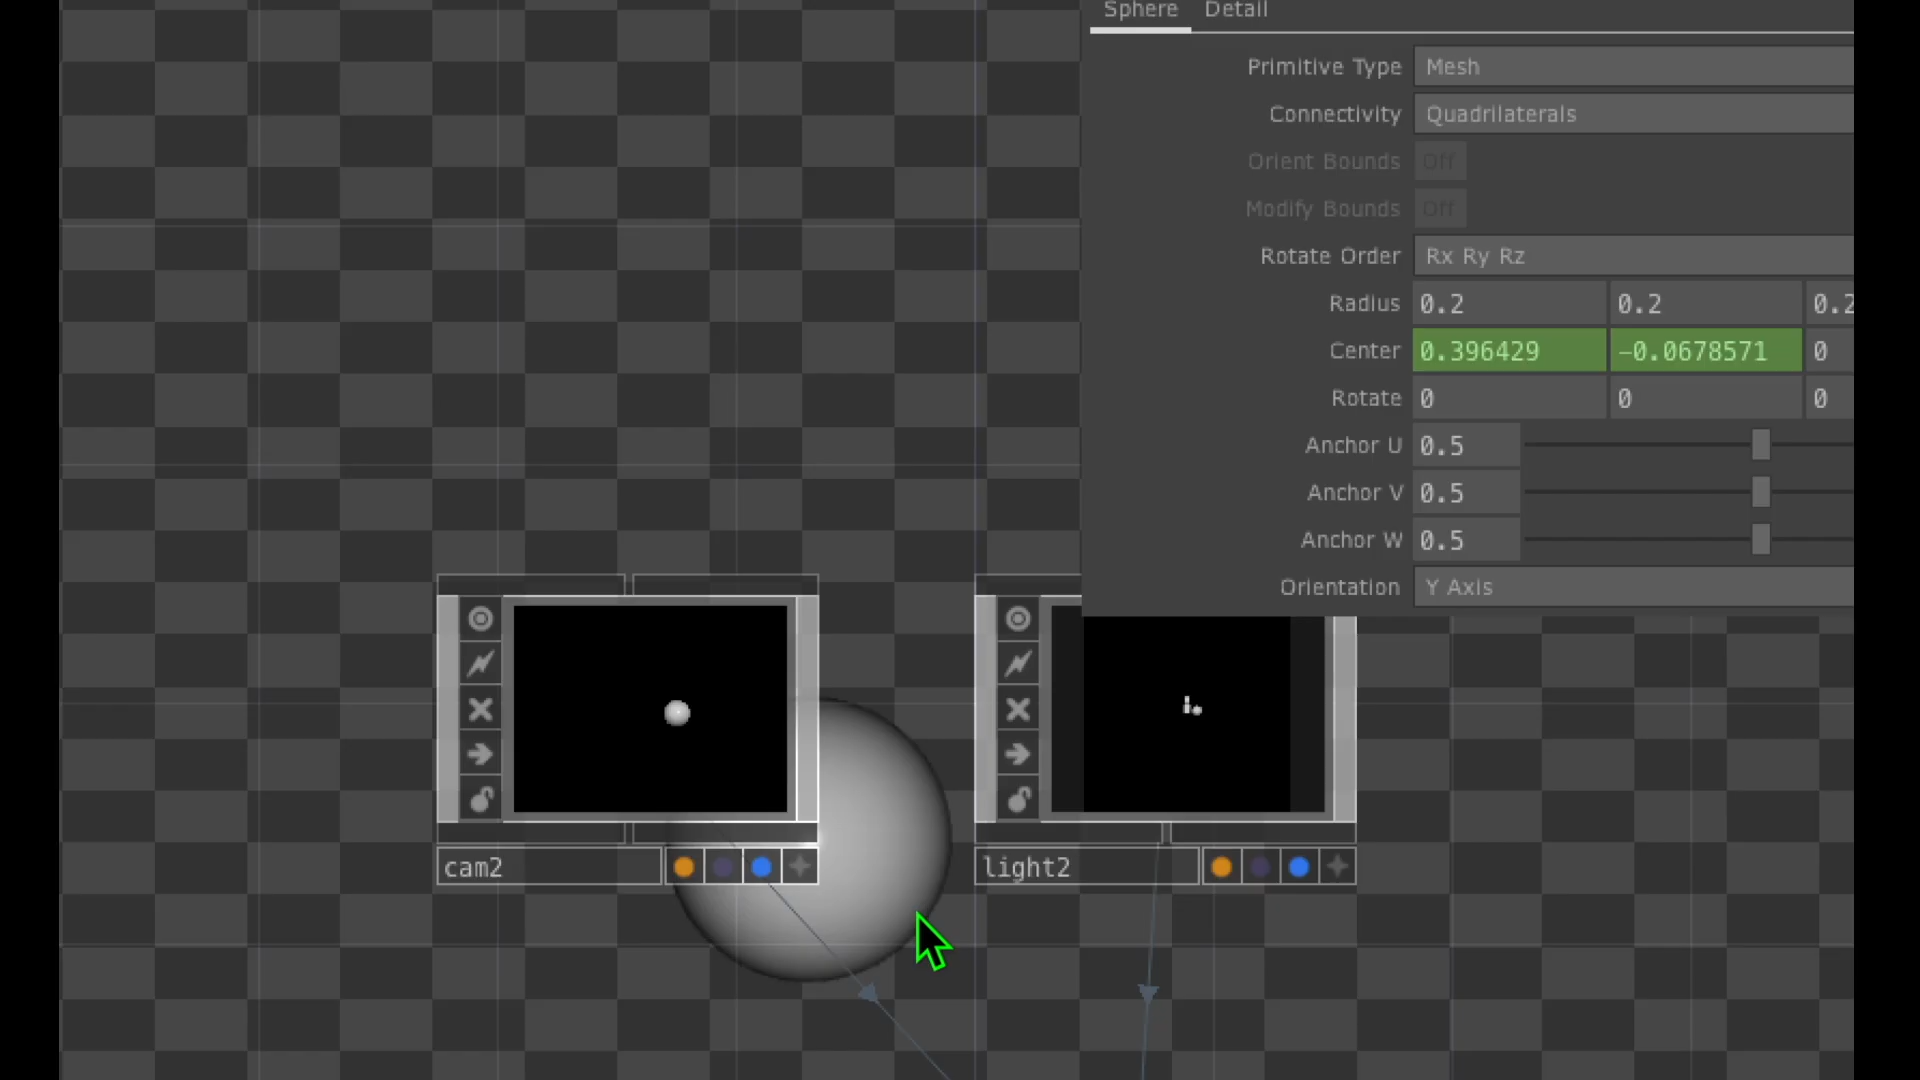 Sphere Detail
Primitive Type Mesh
Connectivity Quadrilaterals
Orient Bounds Off
Modify Bounds Off
Rotate Order Rx Ry Rz
Radius 0.2 0.2 0.2
Center 0.396429 -0.0678571 0
Rotate 0 0 0
Anchor U 0.5
Anchor V 0.5
Anchor W 0.5
Orientation Y Axis
cam2
light2